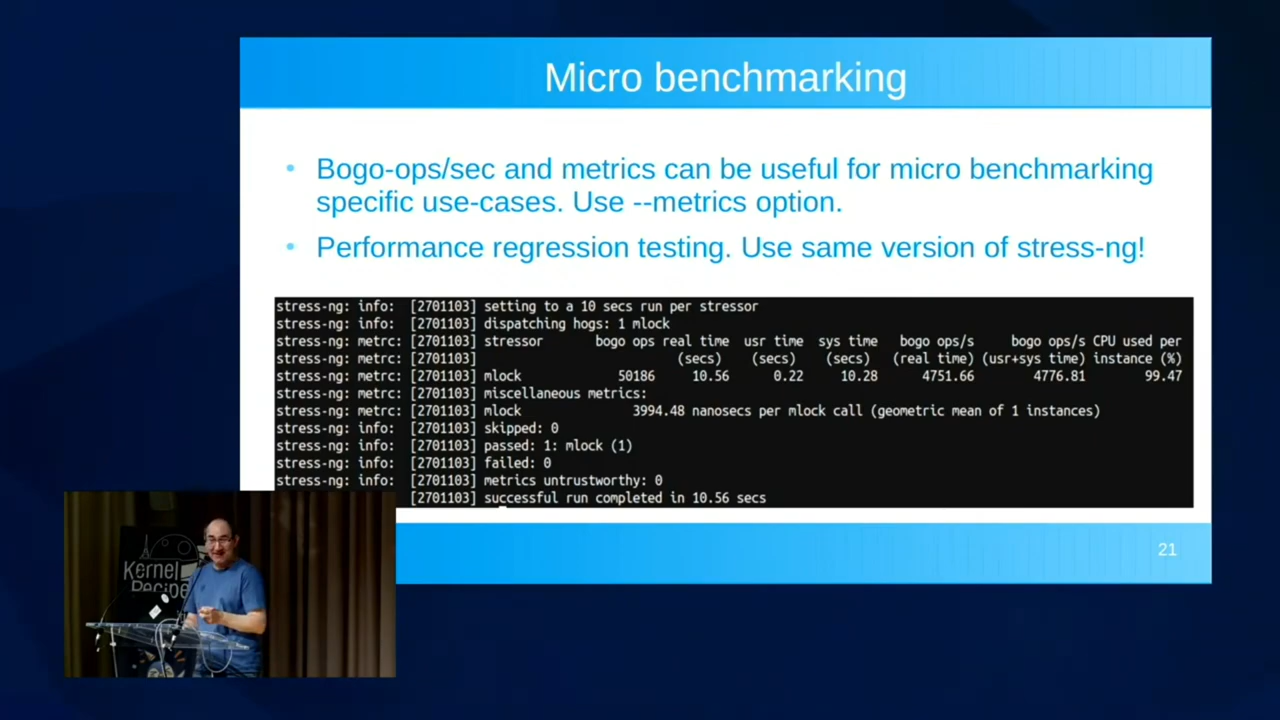 Micro benchmarking
• Bogo-ops/sec and metrics can be useful for micro benchmarking
specific use-cases. Use --metrics option.
• Performance regression testing. Use same version of stress-ng!
stress-ng: info: [2701103] setting to a 10 secs run per stressor
stress-ng: info: [2701103] dispatching hogs: 1 mlock
stress-ng: metrc: [2701103] stressor bogo ops real time usr time sys time bogo ops/s bogo ops/s CPU used per
stress-ng: metrc: [2701103] (secs) (secs) (secs) (real time) (usr+sys time) instance (%)
stress-ng: metrc: [2701103] mlock 50186 10.56 0.22 10.28 4751.66 4776.81 99.47
stress-ng: metrc: [2701103] miscellaneous metrics:
stress-ng: metrc: [2701103] mlock 3994.48 nanosecs per mlock call (geometric mean of 1 instances)
stress-ng: info: [2701103] skipped: 0
stress-ng: info: [2701103] passed: 1: mlock (1)
stress-ng: info: [2701103] failed: 0
stress-ng: info: [2701103] metrics untrustworthy: 0
[2701103] successful run completed in 10.56 secs
21
Kernel
Recipe